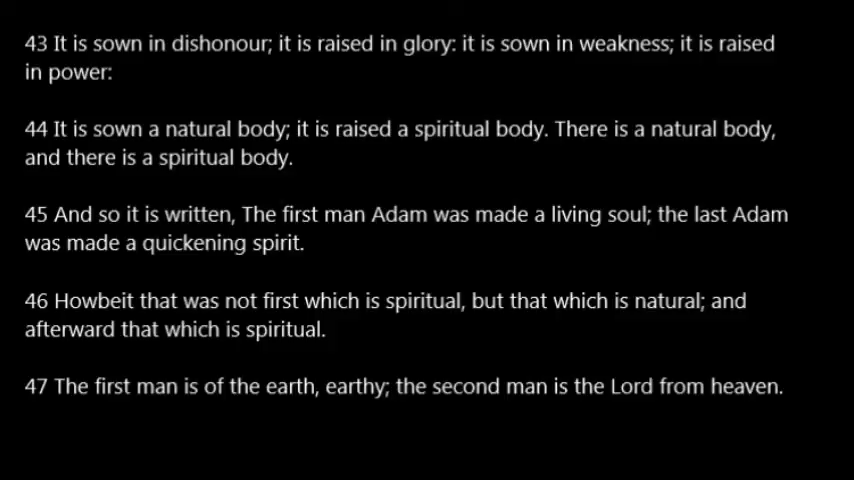 43 It is sown in dishonour; it is raised in glory: it is sown in weakness; it is raised
in power:
44 It is sown a natural body; it is raised a spiritual body. There is a natural body,
and there is a spiritual body.
45 And so it is written, The first man Adam was made a living soul; the last Adam
was made a quickening spirit.
46 Howbeit that was not first which is spiritual, but that which is natural; and
afterward that which is spiritual.
47 The first man is of the earth, earthy; the second man is the Lord from heaven.